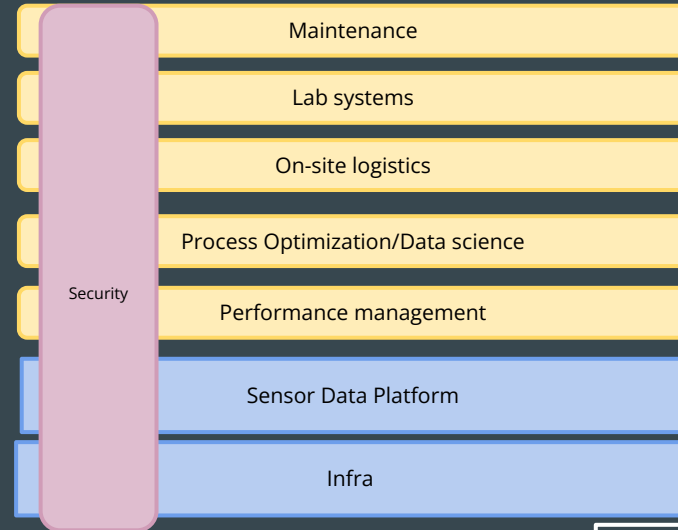 Maintenance
Lab systems
On-site logistics
Process Optimization/Data science
Security
Performance management
Sensor Data Platform
Infra